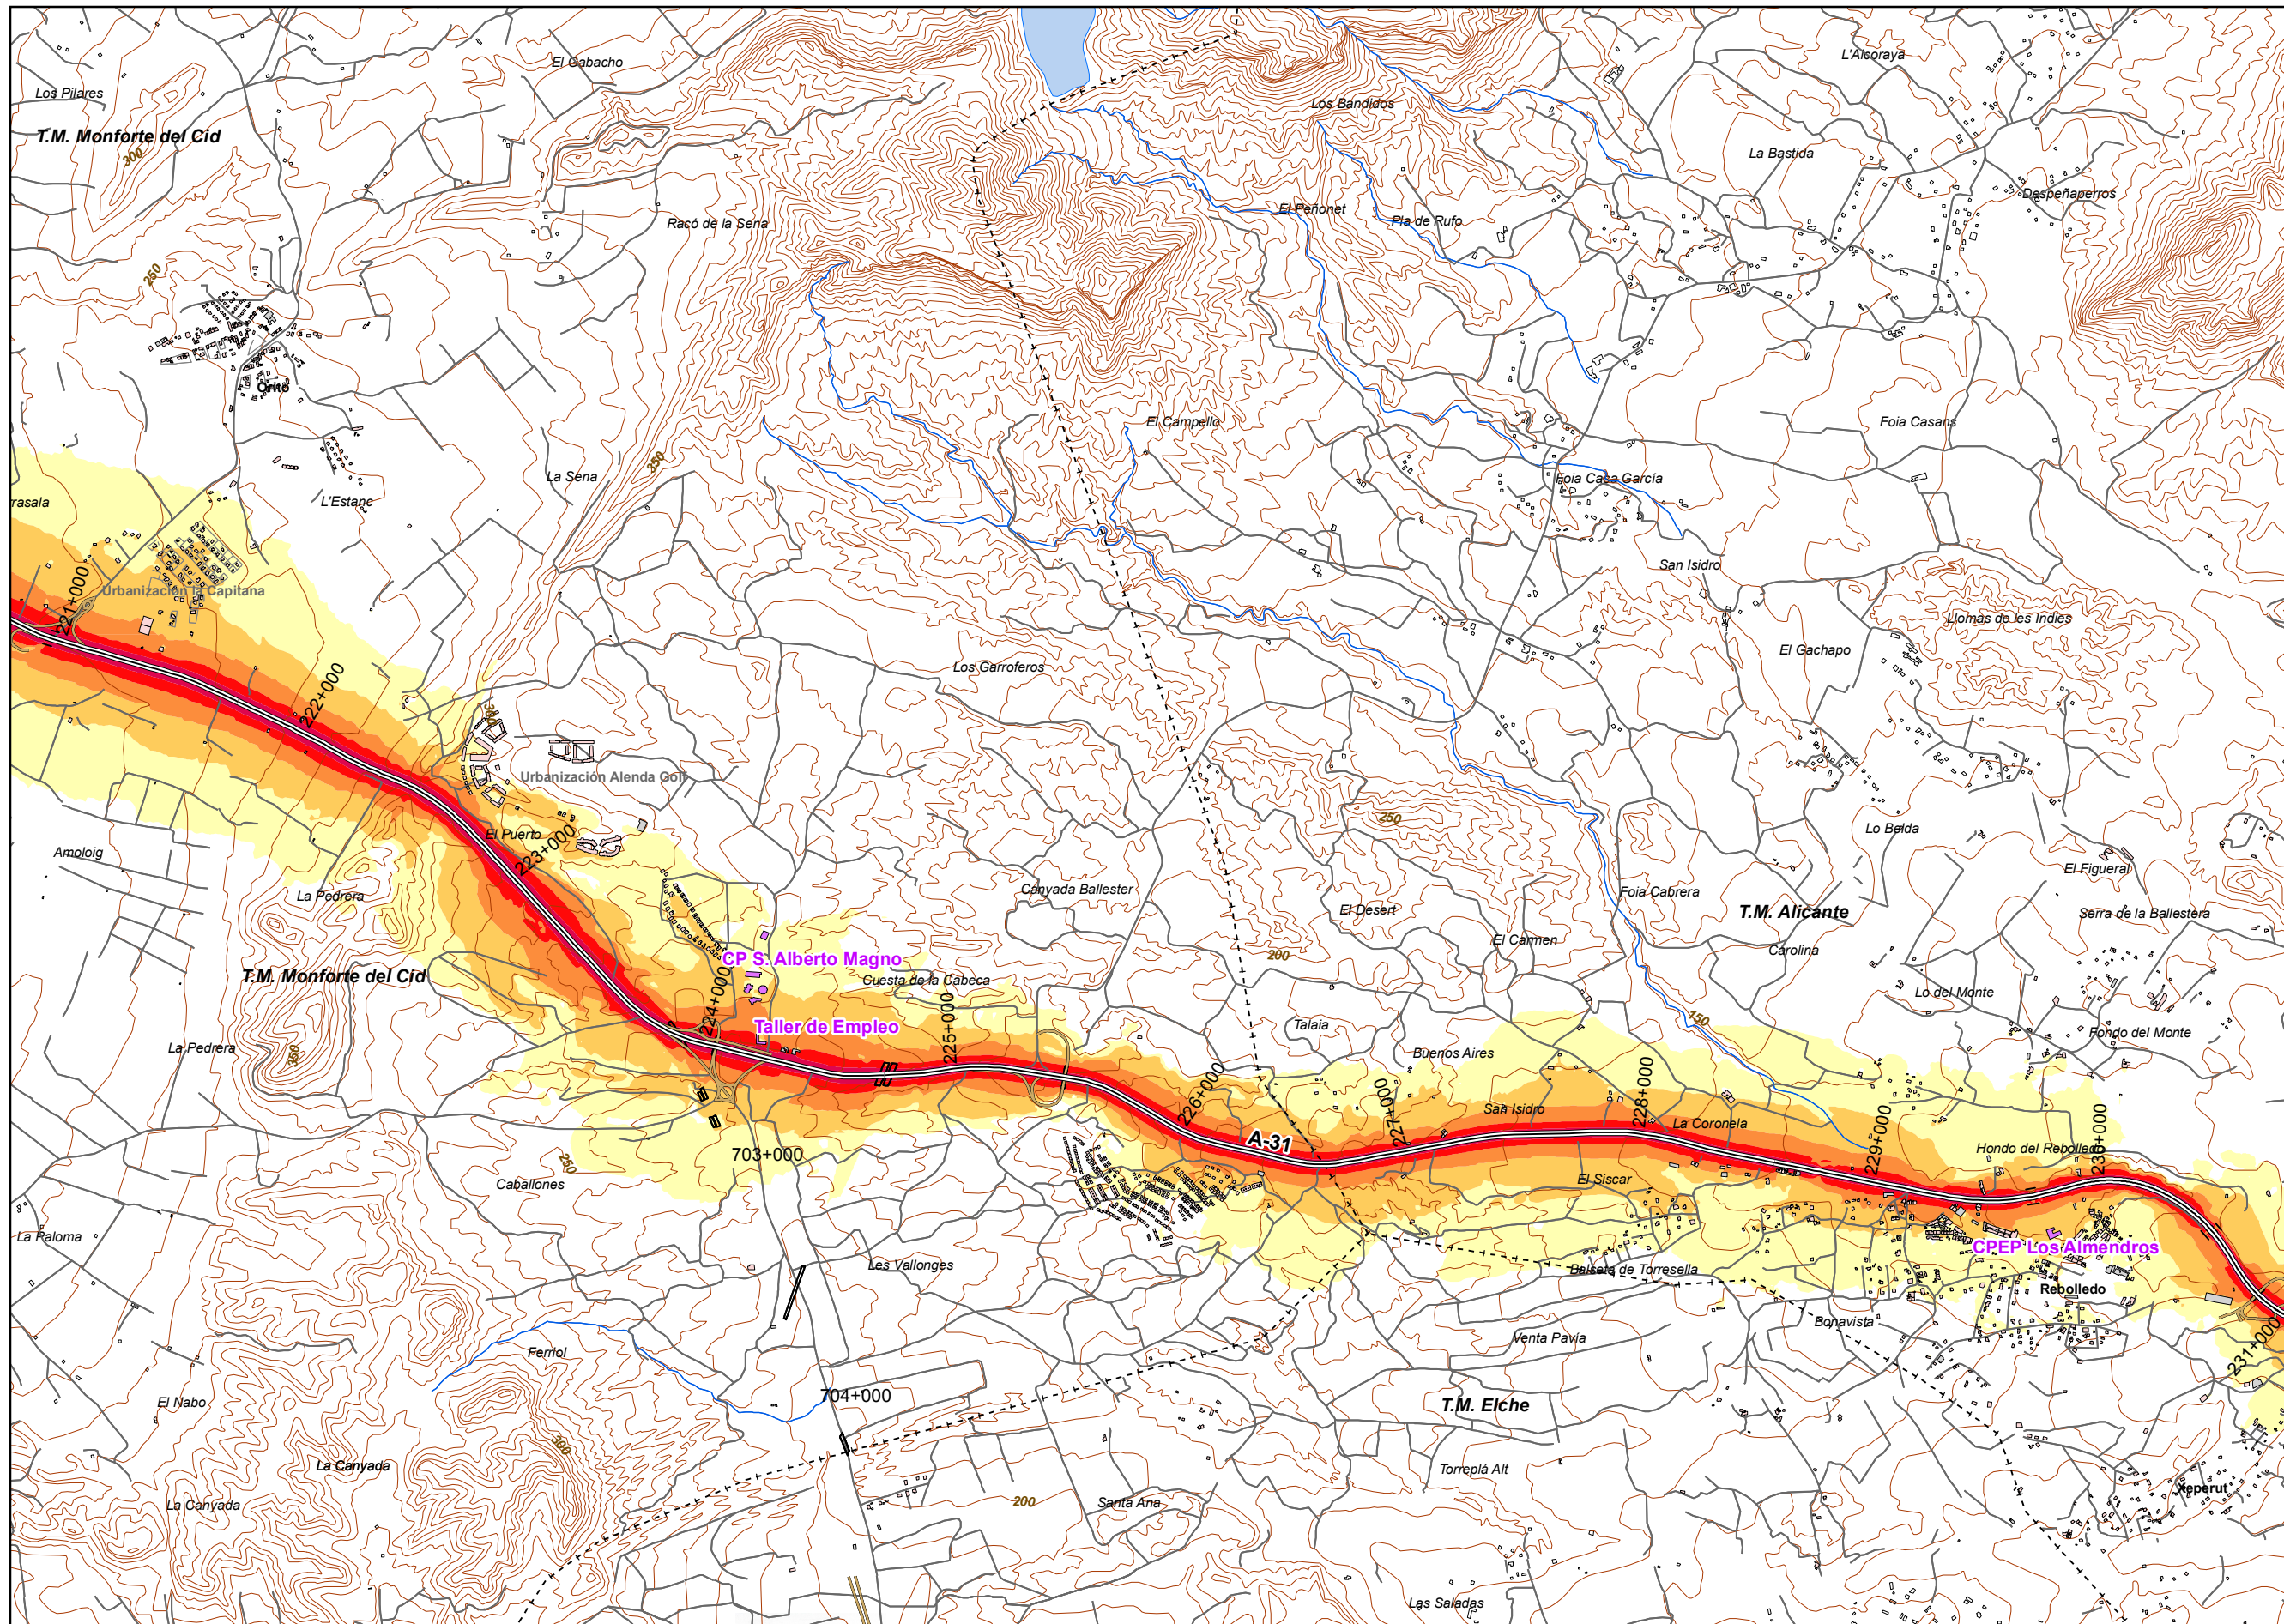 El Gabacho
L'Alcoraya
Los Pilares
Los Bandidos
T.M. Monforte del Cid
300
La Bastida
Despeñaperros
El Peñonet
Pla de Rufo
Racó de la Sena
250
Orito
El Campello
Foia Casans
350
La Sena
Foia Casa García
L'Estanc
rrasala
San Isidro
221+000
Urbanización la Capitana
Llomas de les Indies
El Gachapo
Los Garroferos
222+000
300
Urbanización Alenda Golf
250
Lo Belda
El Puerto
223+000
Amoloig
El Figueral
Canyada Ballester
La Pedrera
Foia Cabrera
El Desert
T.M. Alicante
Serra de la Ballestera
El Carmen
Carolina
CP S. Alberto Magno
200
T.M. Monforte del Cid
Cuesta de la Cabeca
Lo del Monte
224+000
225+000
150
Taller de Empleo
Talaia
Fondo del Monte
La Pedrera
350
Buenos Aires
226+000
227+000
San Isidro
228+000
La Coronela
229+000
230+000
A-31
Hondo del Rebolledo
703+000
250
Caballones
El Siscar
La Paloma
CPEP Los Almendros
Les Vallonges
Balseta de Torresella
Rebolledo
Bonavista
Venta Pavía
Ferriol
231+000
704+000
El Nabo
T.M. Elche
300
La Canyada
Torreplá Alt
Xeperut
La Canyada
200
Santa Ana
Las Saladas